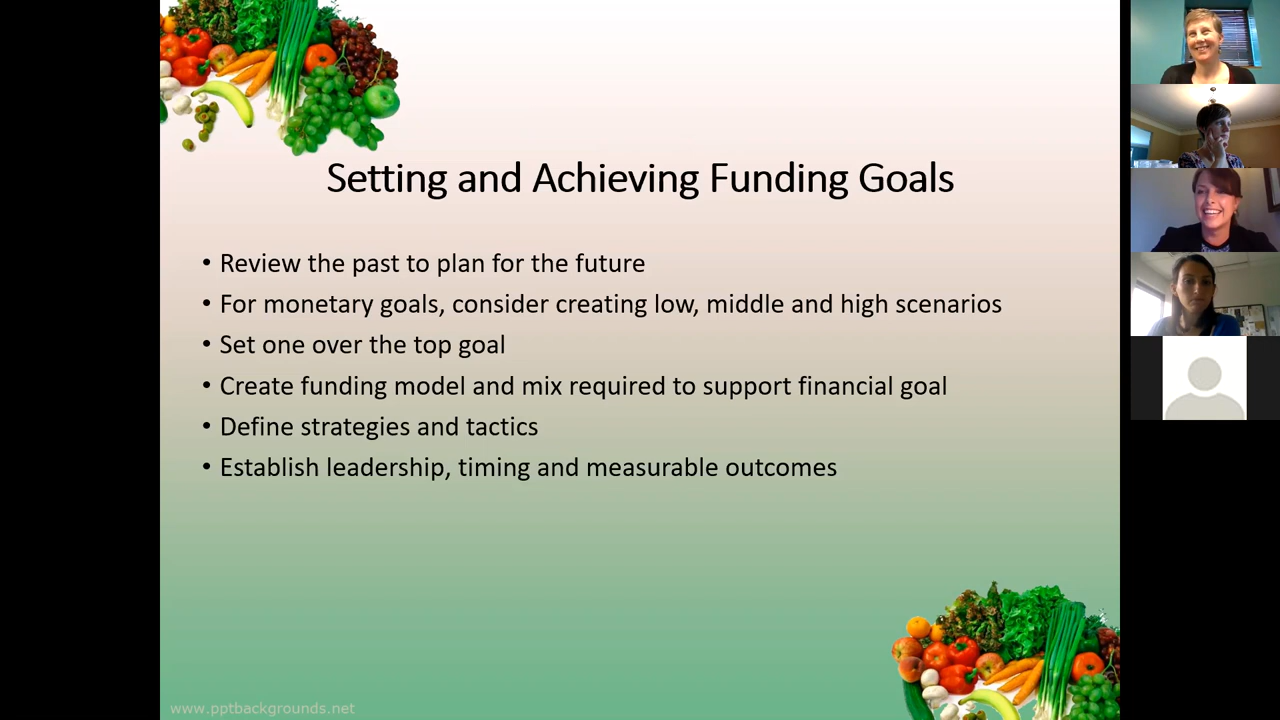 Setting and Achieving Funding Goals
• Review the past to plan for the future
• For monetary goals, consider creating low, middle and high scenarios
• Set one over the top goal
• Create funding model and mix required to support financial goal
• Define strategies and tactics
• Establish leadership, timing and measurable outcomes
www.pptbackgrounds.net